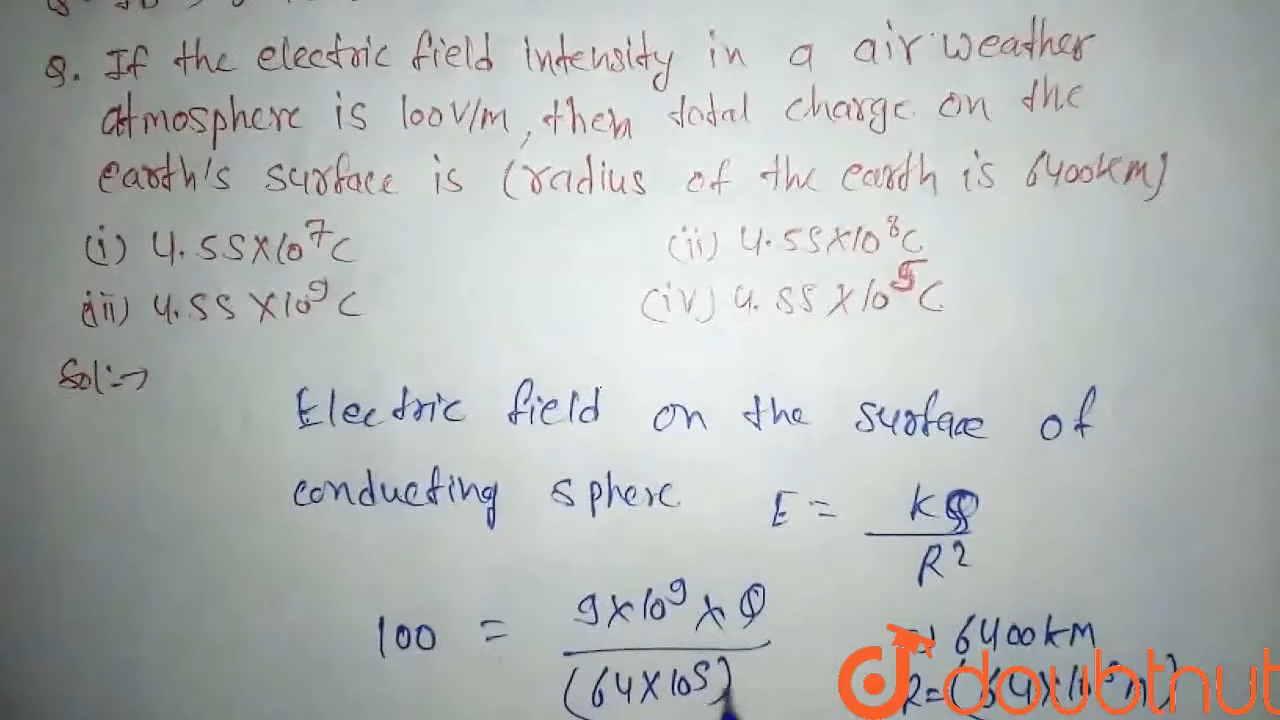 Q. If the electric field intensity in a air weather
atmosphere is 100V/m, then total charge on the
earth's surface is (radius of the earth is 6400km)
(i) 4.55×10⁷C (ii) 4.55×10⁸C
(iii) 4.55×10⁹C (iv) 4.55×10⁵C
Sol:→
Electric field on the surface of
conducting sphere E = kQ/R²
100 = 9×10⁹×Q/(64×10⁵)
6400km
doubtnut